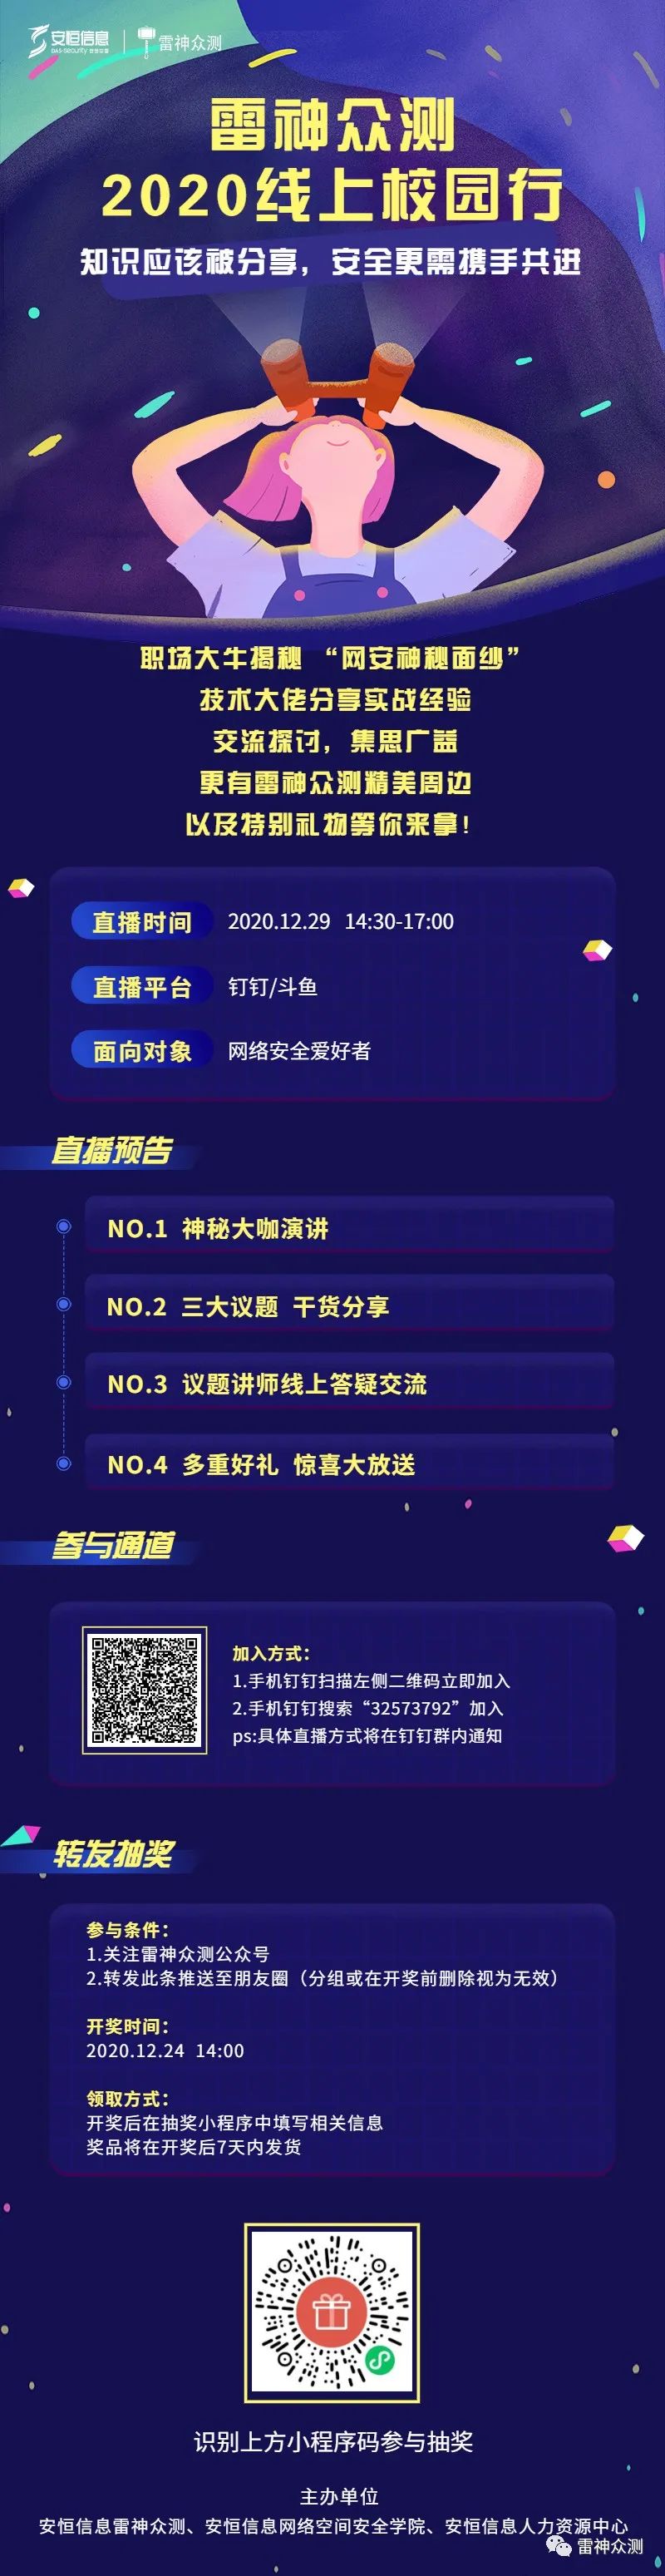 安恒信息
DAS-security
雷神众测
雷神众测
2020线上校园行
知识应该被分享，安全更需携手共进
职场大牛揭秘 “网安神秘面纱”
技术大佬分享实战经验
交流探讨，集思广益
更有雷神众测精美周边
以及特别礼物等你来拿！
直播时间 2020.12.29 14:30-17:00
直播平台 钉钉/斗鱼
面向对象 网络安全爱好者
直播预告
NO.1 神秘大咖演讲
NO.2 三大议题 干货分享
NO.3 议题讲师线上答疑交流
NO.4 多重好礼 惊喜大放送
参与通道
加入方式：
1.手机钉钉扫描左侧二维码立即加入
2.手机钉钉搜索“32573792”加入
ps:具体直播方式将在钉钉群内通知
转发抽奖
参与条件：
1.关注雷神众测公众号
2.转发此条推送至朋友圈（分组或在开奖前删除视为无效）
开奖时间：
2020.12.24 14:00
领取方式：
开奖后在抽奖小程序中填写相关信息
奖品将在开奖后7天内发货
识别上方小程序码参与抽奖
主办单位
安恒信息雷神众测、安恒信息网络空间安全学院、安恒信息人力资源中心
雷神众测